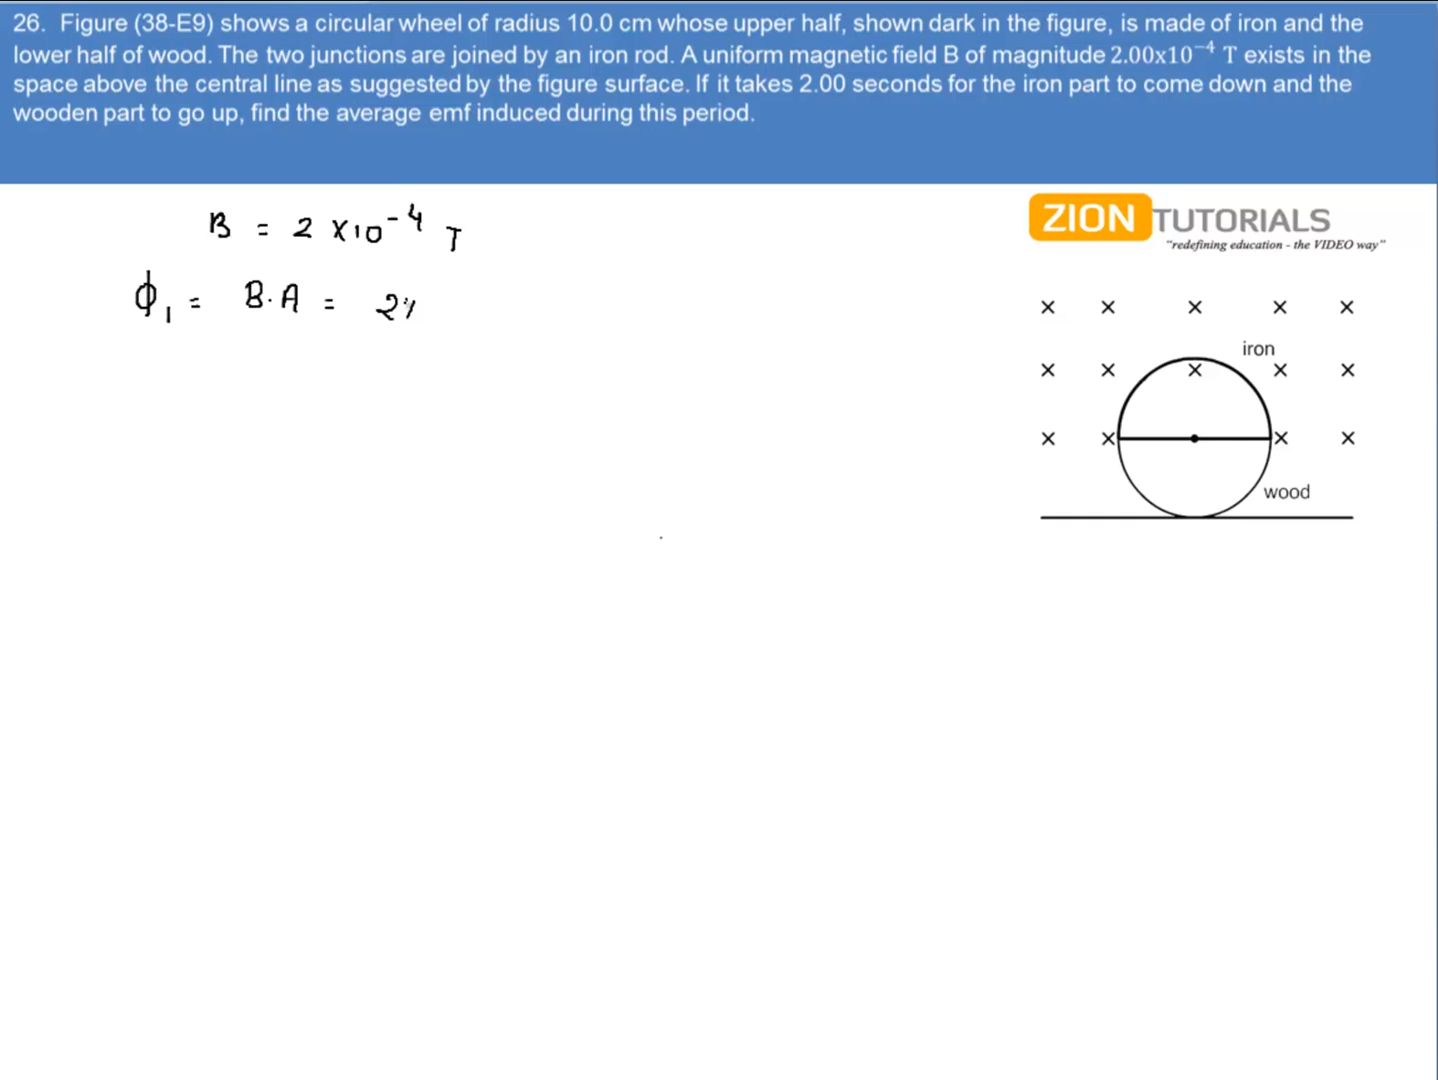 26. Figure (38-E9) shows a circular wheel of radius 10.0 cm whose upper half, shown dark in the figure, is made of iron and the
lower half of wood. The two junctions are joined by an iron rod. A uniform magnetic field B of magnitude 2.00x10⁻⁴ T exists in the
space above the central line as suggested by the figure surface. If it takes 2.00 seconds for the iron part to come down and the
wooden part to go up, find the average emf induced during this period.
B = 2 × 10⁻⁴ T
ϕ₁ = B.A = 2
ZION TUTORIALS
"redefining education - the VIDEO way"
× × × × ×
iron
× × × × ×
× × × ×
wood